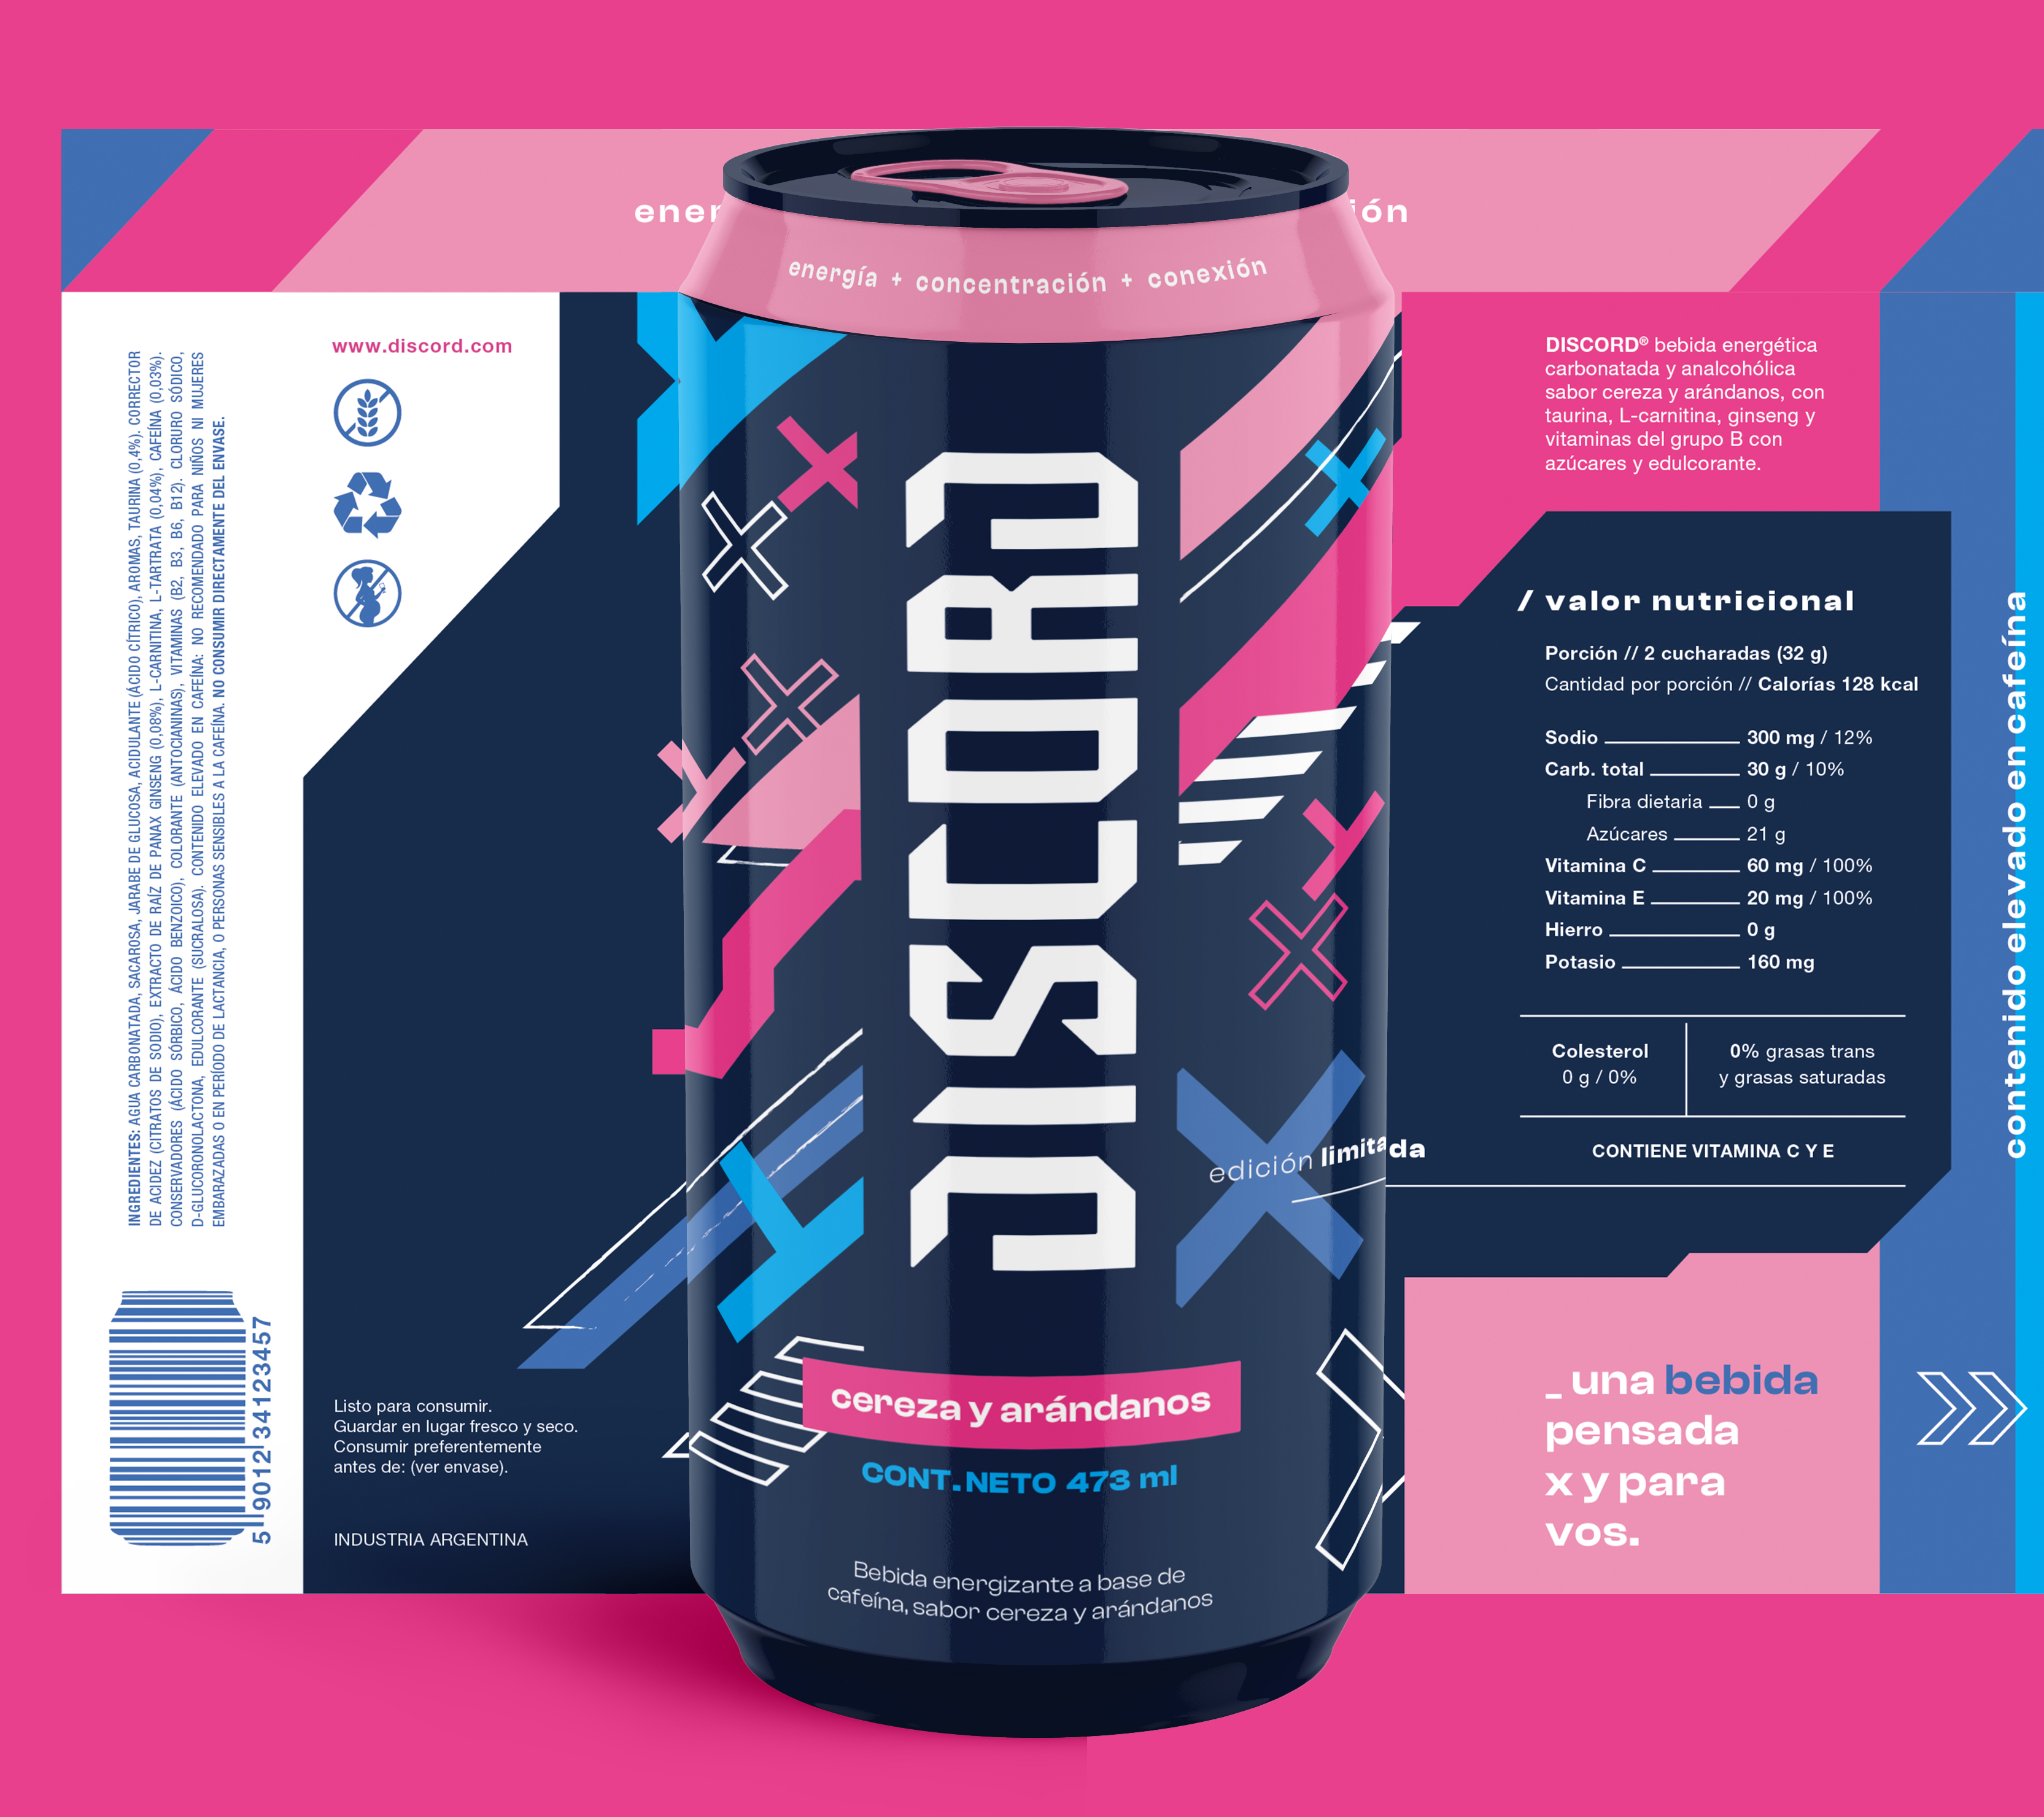 ener
ión
energía + concentración + conexión
INGREDIENTES: AGUA CARBONATADA, SACAROSA, JARABE DE GLUCOSA, ACIDULANTE (ÁCIDO CÍTRICO), AROMAS, TAURINA (0,4%). CORRECTOR
DE ACIDEZ (CITRATOS DE SODIO), EXTRACTO DE RAÍZ DE PANAX GINSENG (0,08%), L-CARNITINA, L-TARTRATA (0,04%), CAFEÍNA (0,03%).
CONSERVADORES (ÁCIDO SÓRBICO, ÁCIDO BENZOICO), COLORANTE (ANTOCIANINAS), VITAMINAS (B2, B3, B6, B12). CLORURO SÓDICO,
D-GLUCORONOLACTONA, EDULCORANTE (SUCRALOSA). CONTENIDO ELEVADO EN CAFEÍNA: NO RECOMENDADO PARA NIÑOS NI MUJERES
EMBARAZADAS O EN PERÍODO DE LACTANCIA, O PERSONAS SENSIBLES A LA CAFEÍNA. NO CONSUMIR DIRECTAMENTE DEL ENVASE.
5 9012 34123457
www.discord.com
Listo para consumir.
Guardar en lugar fresco y seco.
Consumir preferentemente
antes de: (ver envase).
INDUSTRIA ARGENTINA
DISCORD
edición limitada
cereza y arándanos
CONT.NETO 473 ml
Bebida energizante a base de
cafeína, sabor cereza y arándanos
DISCORD® bebida energética
carbonatada y analcohólica
sabor cereza y arándanos, con
taurina, L-carnitina, ginseng y
vitaminas del grupo B con
azúcares y edulcorante.
/ valor nutricional
Porción // 2 cucharadas (32 g)
Cantidad por porción // Calorías 128 kcal
Sodio 300 mg / 12%
Carb. total 30 g / 10%
Fibra dietaria 0 g
Azúcares 21 g
Vitamina C 60 mg / 100%
Vitamina E 20 mg / 100%
Hierro 0 g
Potasio 160 mg
Colesterol
0 g / 0%
0% grasas trans
y grasas saturadas
CONTIENE VITAMINA C Y E
_ una bebida
pensada
x y para
vos.
contenido elevado en cafeína